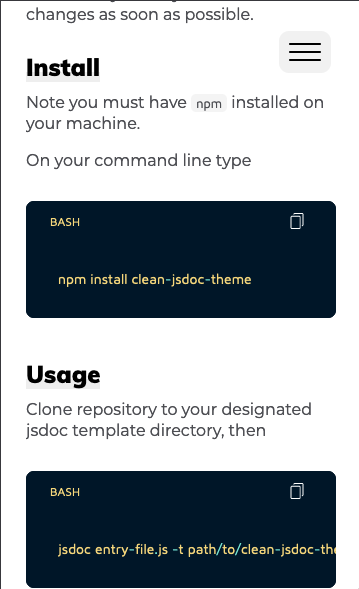 changes as soon as possible.
Install
Note you must have npm installed on
your machine.
On your command line type
BASH
npm install clean-jsdoc-theme
Usage
Clone repository to your designated
jsdoc template directory, then
BASH
jsdoc entry-file.js -t path/to/clean-jsdoc-the